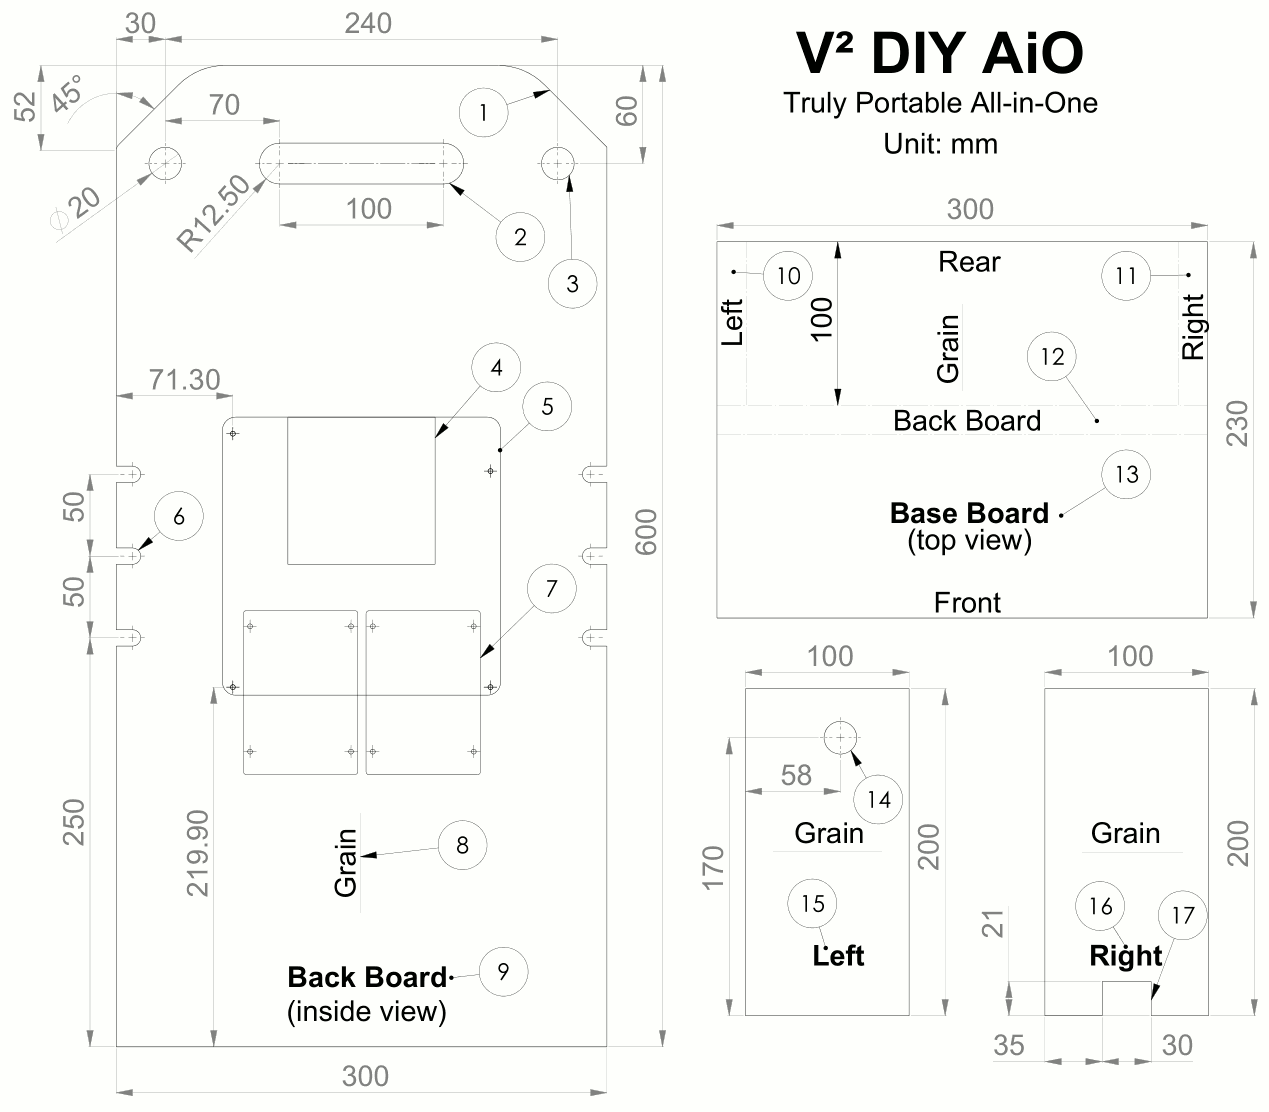 V² DIY AiO
Truly Portable All-in-One
Unit: mm
30
240
52
45°
70
1
60
⌀20
R12.50
100
2
3
71.30
4
5
50
6
50
7
600
250
219.90
Grain
8
Back Board
9
(inside view)
300
300
Rear
10
11
Left
100
Grain
Right
12
Back Board
230
13
Base Board
(top view)
Front
100
58
14
170
Grain
200
15
Left
100
Grain
200
16
17
21
Right
35
30